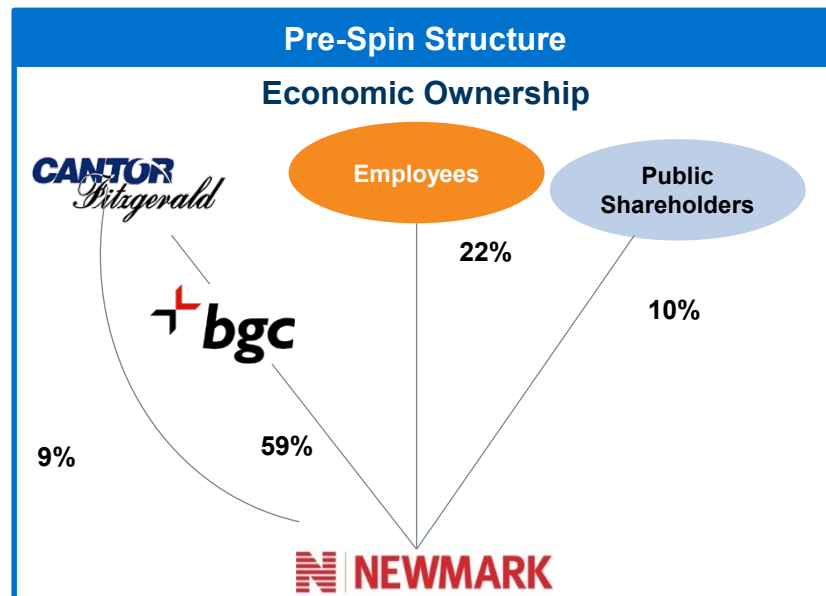 Pre-Spin Structure
Economic Ownership
CANTOR
Fitzgerald
Employees
Public
Shareholders
22%
bgc
10%
59%
9%
NEWMARK